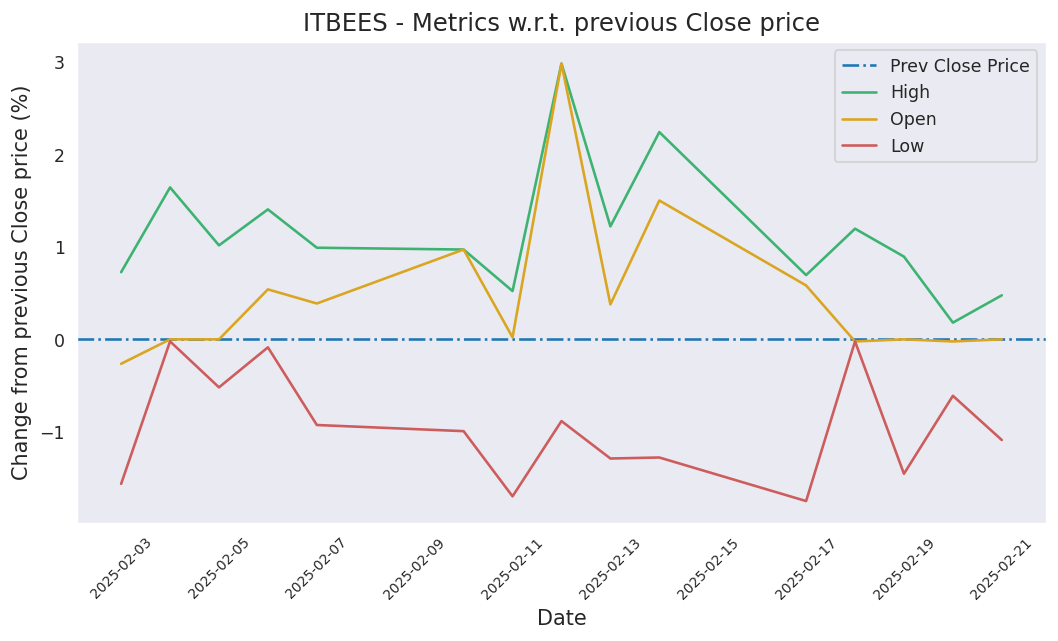 ITBEES - Metrics w.r.t. previous Close price
Change from previous Close price (%)
3
2
1
0
−1
Prev Close Price
High
Open
Low
2025-02-03
2025-02-05
2025-02-07
2025-02-09
2025-02-11
2025-02-13
2025-02-15
2025-02-17
2025-02-19
2025-02-21
Date